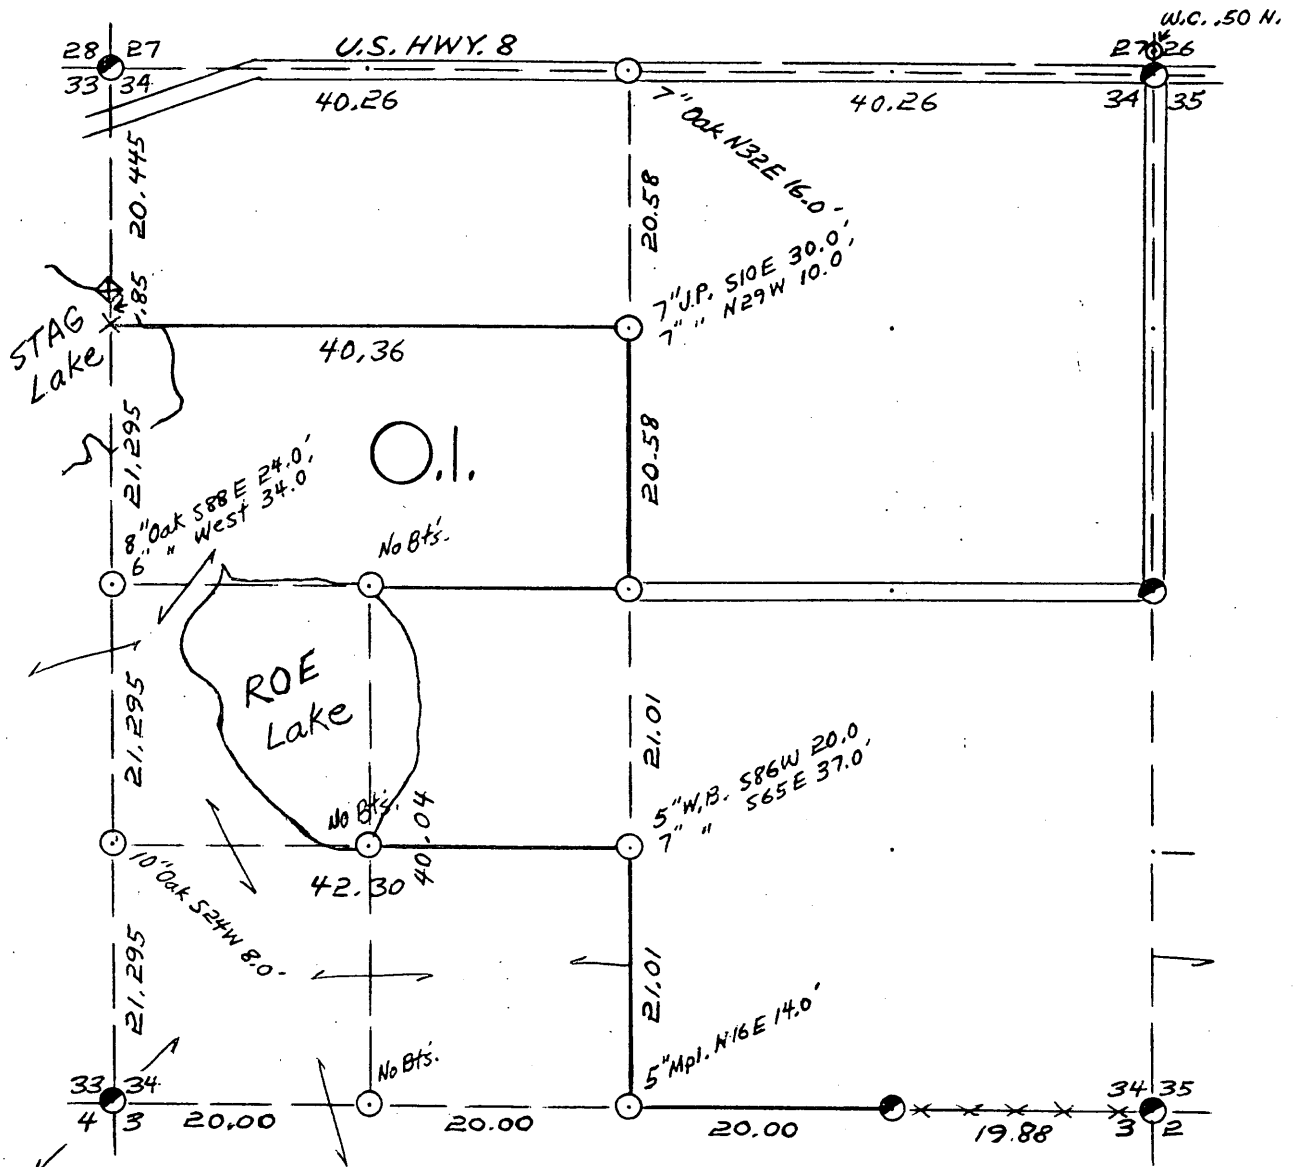 W.C. .50 N.
28 27
U.S. HWY. 8
27 26
33 34
40.26
40.26
34 35
7" Oak N32E 16.0'
20.445
20.58
7" J.P. S10E 30.0',
7" " N29W 10.0'
.85
STAG
Lake
40.36
21.295
20.58
O.I.
8" Oak S88E 24.0',
6" " West 34.0'
No Bts'.
ROE
Lake
21.295
21.01
5" W.B. S86W 20.0',
7" " S65E 37.0'
No Bts'.
40.04
42.30
10" Oak S24W 8.0'
21.295
21.01
5" Mpl. N16E 14.0'
No Bts'.
33 34
34 35
4 3
20.00
20.00
20.00
19.88
3 2